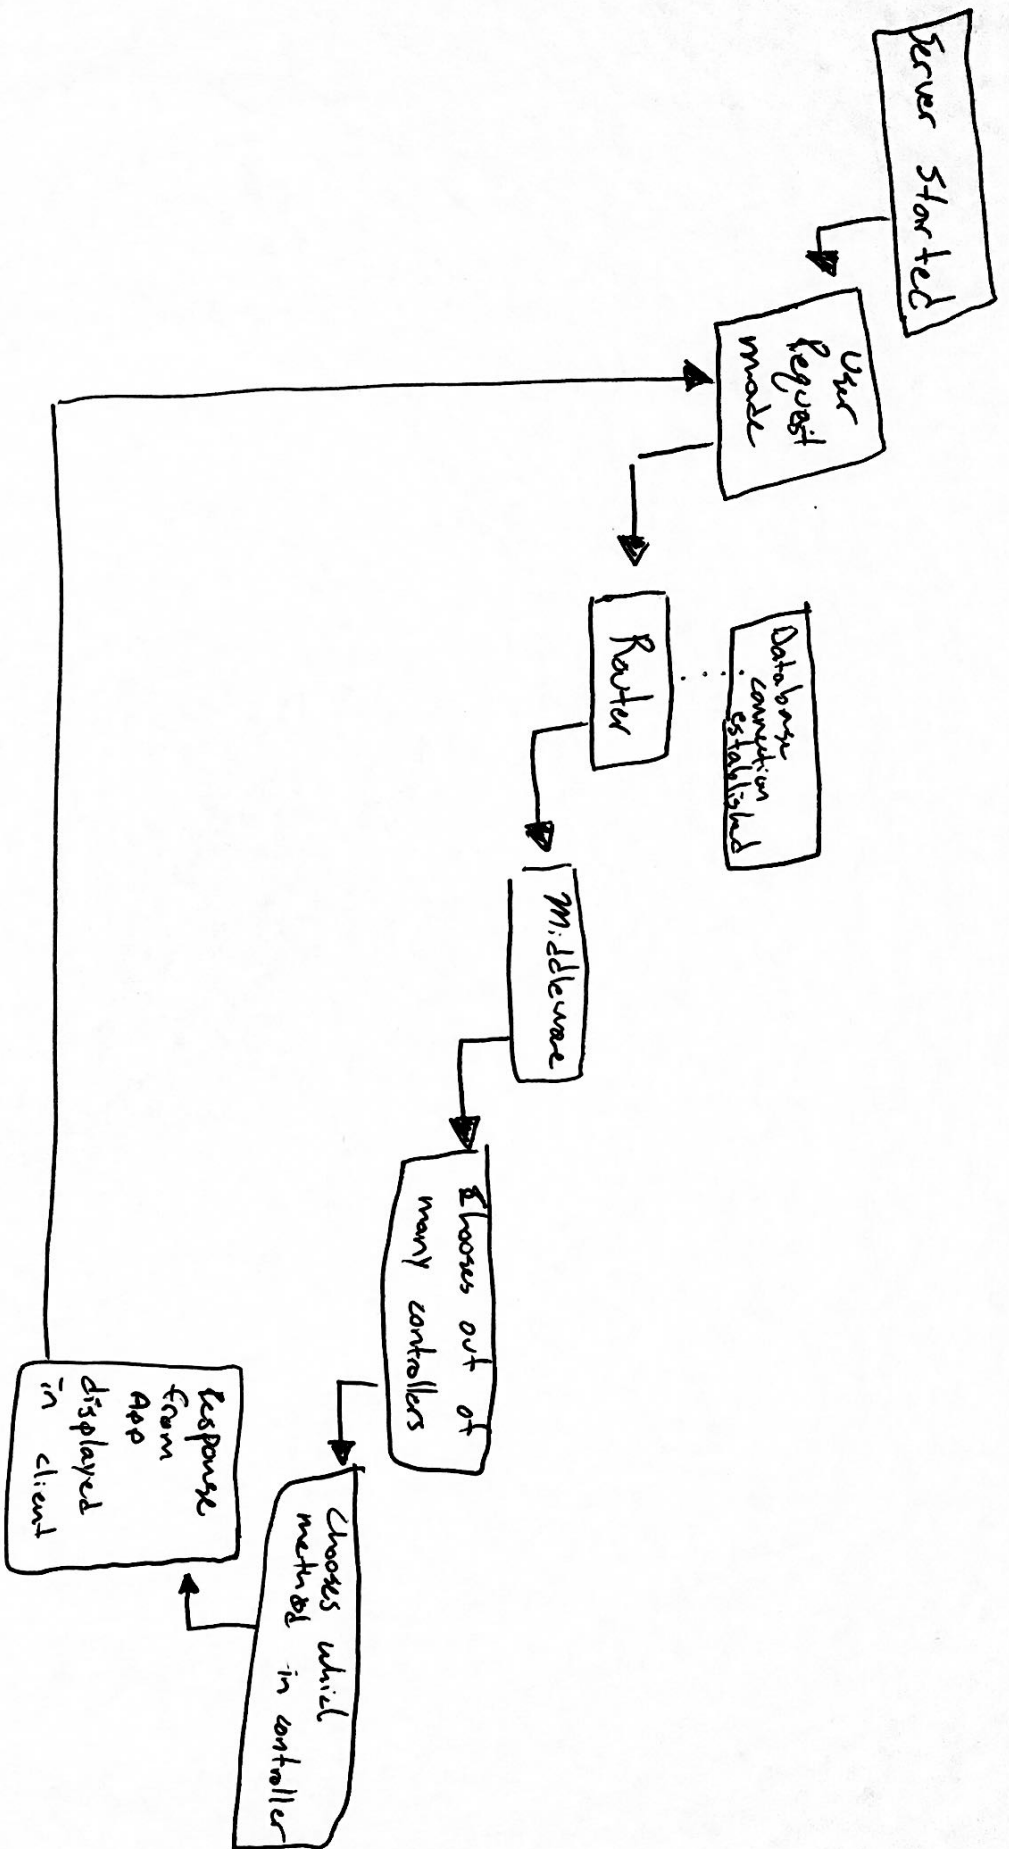 Server Started
User
Request
made
Database
connection
established
Router
Middleware
Chooses out of
many controllers
Chooses which
method in controller
Response
from
App
displayed
in client